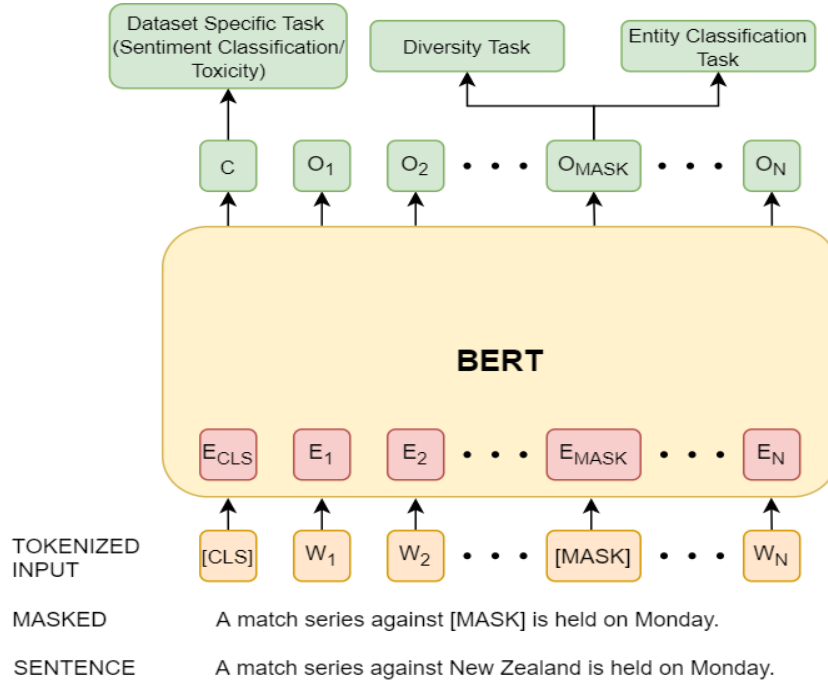 Dataset Specific Task
(Sentiment Classification/
Toxicity)
Diversity Task
Entity Classification
Task
C
O1
O2
OMASK
ON
BERT
ECLS
E1
E2
EMASK
EN
TOKENIZED
INPUT
[CLS]
W1
W2
[MASK]
WN
MASKED
A match series against [MASK] is held on Monday.
SENTENCE
A match series against New Zealand is held on Monday.